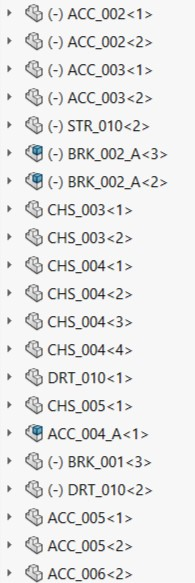 (-) ACC_002<1>
(-) ACC_002<2>
(-) ACC_003<1>
(-) ACC_003<2>
(-) STR_010<2>
(-) BRK_002_A<3>
(-) BRK_002_A<2>
CHS_003<1>
CHS_003<2>
CHS_004<1>
CHS_004<2>
CHS_004<3>
CHS_004<4>
DRT_010<1>
CHS_005<1>
ACC_004_A<1>
(-) BRK_001<3>
(-) DRT_010<2>
ACC_005<1>
ACC_005<2>
ACC_006<2>